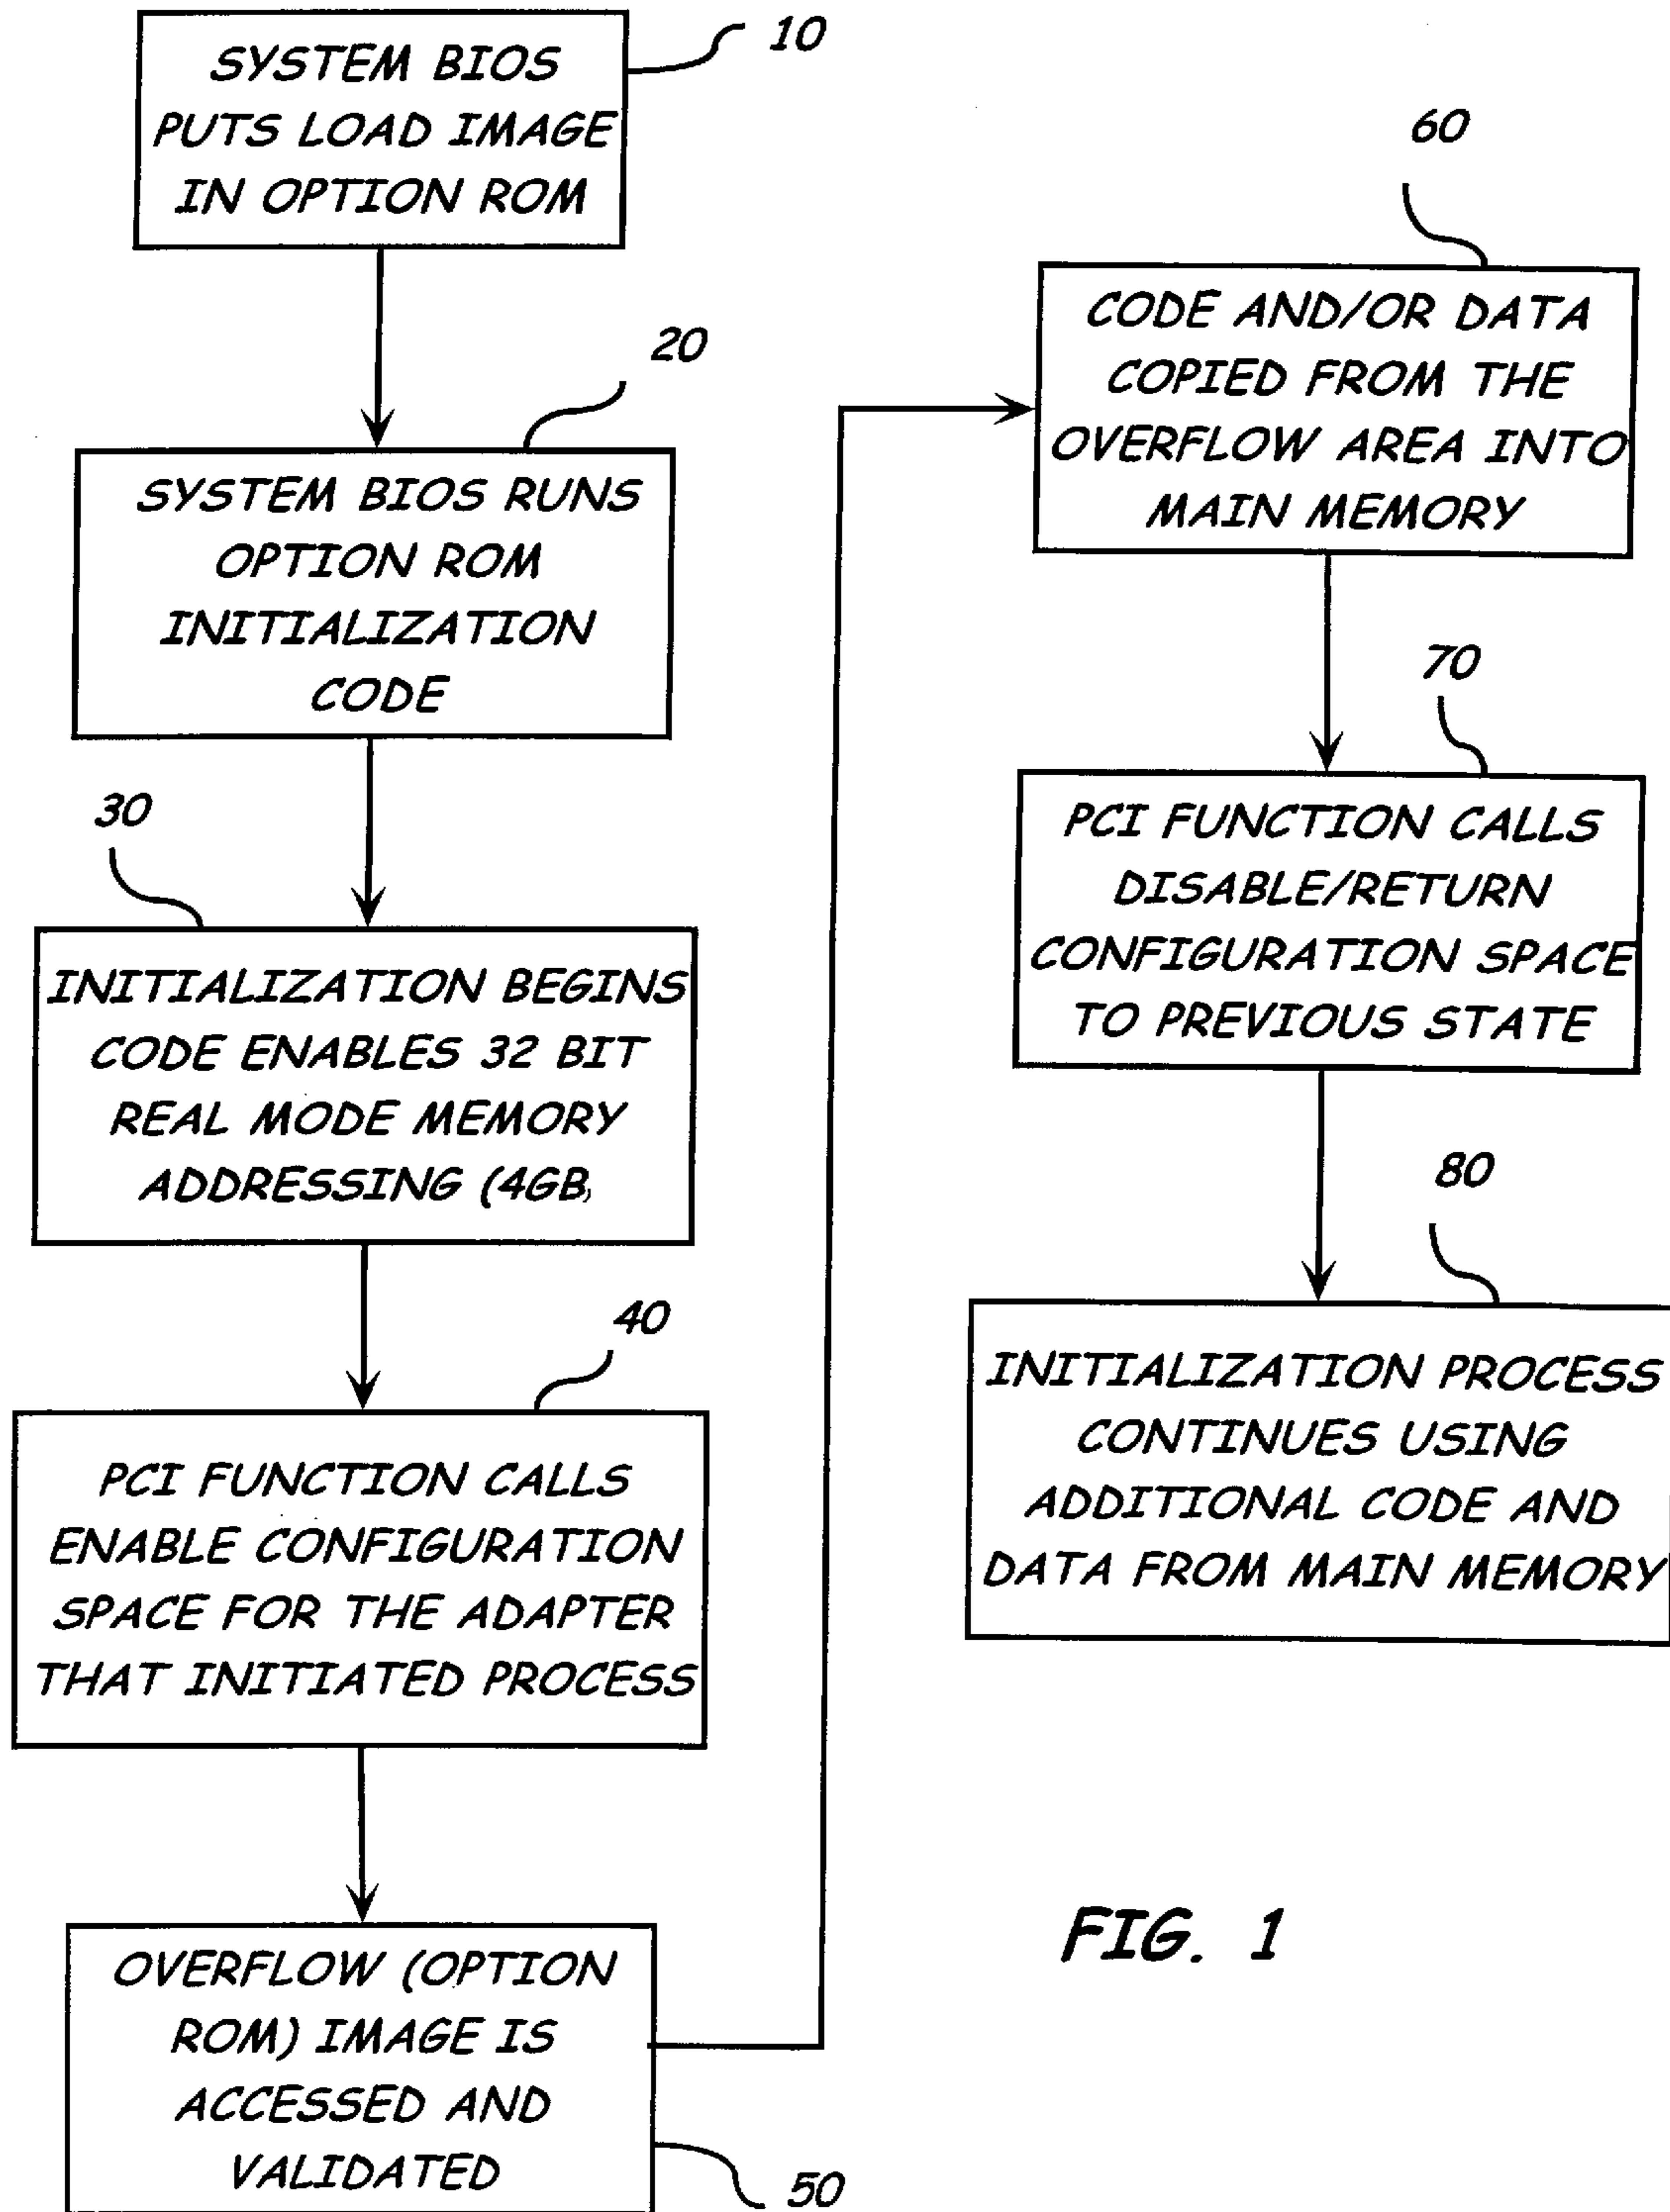 10
SYSTEM BIOS
PUTS LOAD IMAGE
IN OPTION ROM
20
SYSTEM BIOS RUNS
OPTION ROM
INITIALIZATION
CODE
30
INITIALIZATION BEGINS
CODE ENABLES 32 BIT
REAL MODE MEMORY
ADDRESSING (4GB)
40
PCI FUNCTION CALLS
ENABLE CONFIGURATION
SPACE FOR THE ADAPTER
THAT INITIATED PROCESS
OVERFLOW (OPTION
ROM) IMAGE IS
ACCESSED AND
VALIDATED
50
60
CODE AND/OR DATA
COPIED FROM THE
OVERFLOW AREA INTO
MAIN MEMORY
70
PCI FUNCTION CALLS
DISABLE/RETURN
CONFIGURATION SPACE
TO PREVIOUS STATE
80
INITIALIZATION PROCESS
CONTINUES USING
ADDITIONAL CODE AND
DATA FROM MAIN MEMORY
FIG. 1